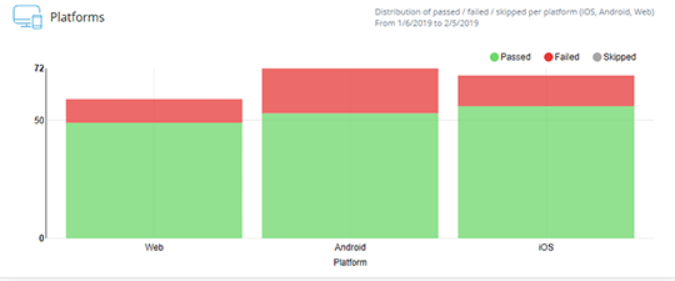 Platforms
Distribution of passed / failed / skipped per platform (iOS, Android, Web)
From 1/6/2019 to 2/5/2019
Passed Failed Skipped
72
50
0
Web Android iOS
Platform